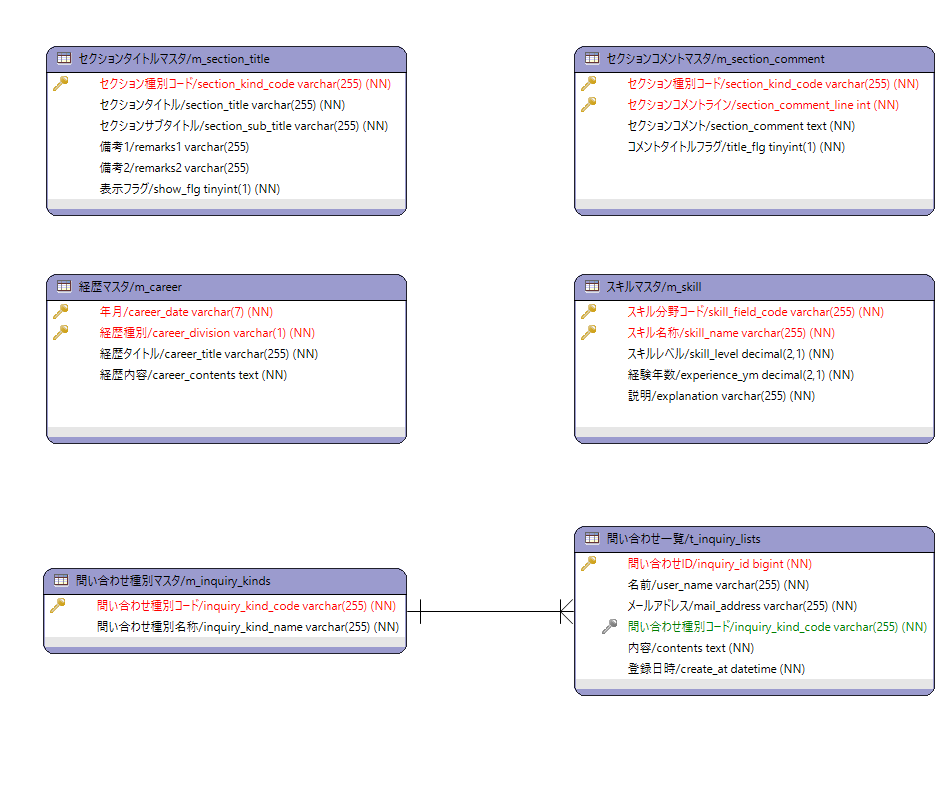 セクションタイトルマスタ/m_section_title
セクション種別コード/section_kind_code varchar(255) (NN)
セクションタイトル/section_title varchar(255) (NN)
セクションサブタイトル/section_sub_title varchar(255) (NN)
備考1/remarks1 varchar(255)
備考2/remarks2 varchar(255)
表示フラグ/show_flg tinyint(1) (NN)
セクションコメントマスタ/m_section_comment
セクション種別コード/section_kind_code varchar(255) (NN)
セクションコメントライン/section_comment_line int (NN)
セクションコメント/section_comment text (NN)
コメントタイトルフラグ/title_flg tinyint(1) (NN)
経歴マスタ/m_career
年月/career_date varchar(7) (NN)
経歴種別/career_division varchar(1) (NN)
経歴タイトル/career_title varchar(255) (NN)
経歴内容/career_contents text (NN)
スキルマスタ/m_skill
スキル分野コード/skill_field_code varchar(255) (NN)
スキル名称/skill_name varchar(255) (NN)
スキルレベル/skill_level decimal(2,1) (NN)
経験年数/experience_ym decimal(2,1) (NN)
説明/explanation varchar(255) (NN)
問い合わせ種別マスタ/m_inquiry_kinds
問い合わせ種別コード/inquiry_kind_code varchar(255) (NN)
問い合わせ種別名称/inquiry_kind_name varchar(255) (NN)
問い合わせ一覧/t_inquiry_lists
問い合わせID/inquiry_id bigint (NN)
名前/user_name varchar(255) (NN)
メールアドレス/mail_address varchar(255) (NN)
問い合わせ種別コード/inquiry_kind_code varchar(255) (NN)
内容/contents text (NN)
登録日時/create_at datetime (NN)